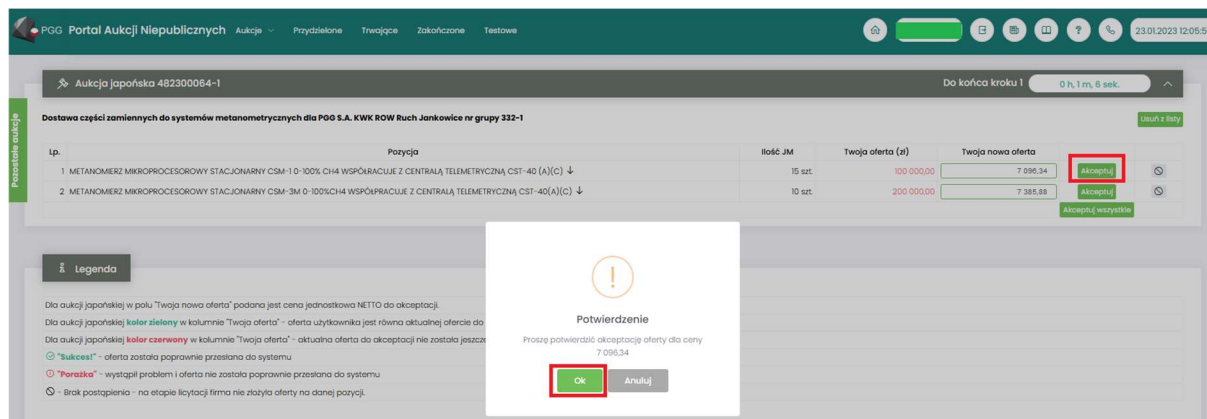 PGG Portal Aukcji Niepublicznych Aukcje Przydzielone Trwające Zakończone Testowe 23.01.2023 12:05:5
Aukcja japońska 482300064-1 Do końca kroku 1 0 h, 1 m, 6 sek.
Pozostałe aukcje
Dostawa części zamiennych do systemów metanometrycznych dla PGG S.A. KWK ROW Ruch Jankowice nr grupy 332-1 Usuń z listy
Lp. Pozycja Ilość JM Twoja oferta (zł) Twoja nowa oferta
1 METANOMIERZ MIKROPROCESOROWY STACJONARNY CSM-1 0-100% CH4 WSPÓŁRACUJE Z CENTRALĄ TELEMETRYCZNĄ CST-40 (A)(C) ↓ 15 szt. 100 000,00 7 096,34 Akceptuj
2 METANOMIERZ MIKROPROCESOROWY STACJONARNY CSM-3M 0-100%CH4 WSPÓŁPRACUJE Z CENTRALĄ TELEMETRYCZNĄ CST-40(A)(C) ↓ 10 szt. 200 000,00 7 385,88 Akceptuj
Akceptuj wszystkie
Legenda
Dla aukcji japońskiej w polu "Twoja nowa oferta" podana jest cena jednostkowa NETTO do akceptacji.
Dla aukcji japońskiej kolor zielony w kolumnie "Twoja oferta" - oferta użytkownika jest równa aktualnej ofercie do
Dla aukcji japońskiej kolor czerwony w kolumnie "Twoja oferta" - aktualna oferta do akceptacji nie została jeszcze
"Sukces!" - oferta została poprawnie przesłana do systemu
"Porażka" - wystąpił problem i oferta nie została poprawnie przesłana do systemu
- Brak postąpienia - na etapie licytacji firma nie złożyła oferty na danej pozycji.
!
Potwierdzenie
Proszę potwierdzić akceptację oferty dla ceny
7 096,34
Ok Anuluj